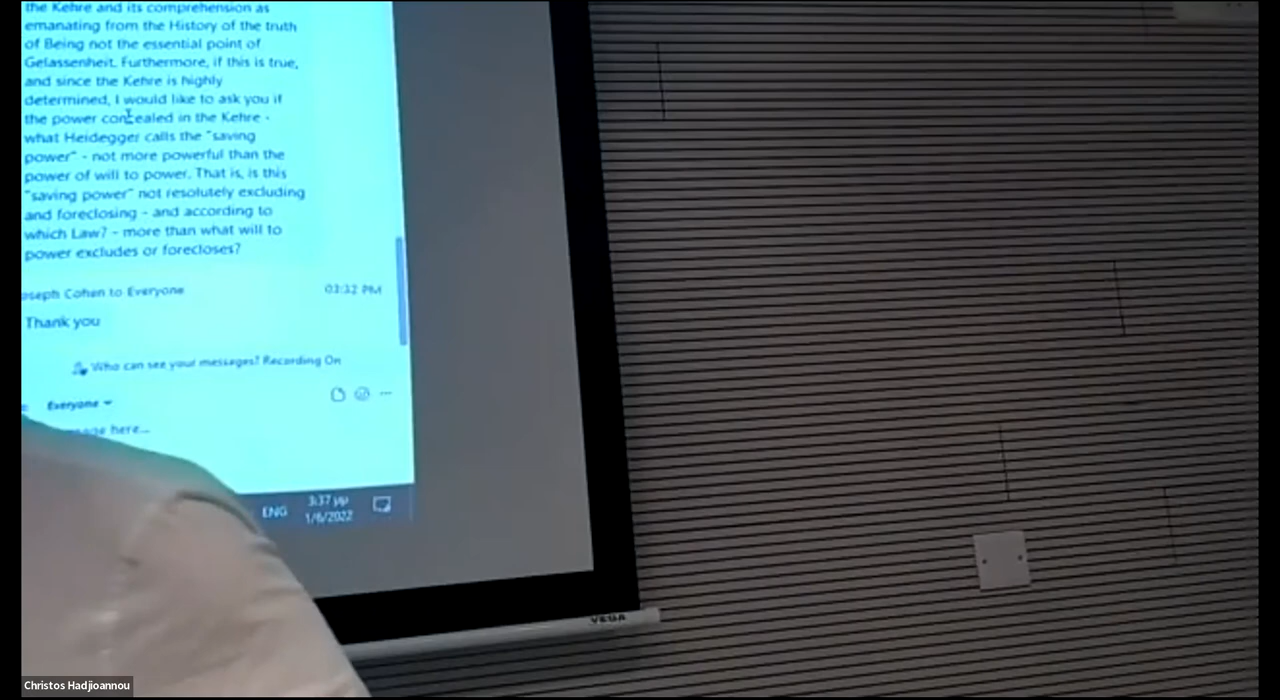 the Kehre and its comprehension as
emanating from the History of the truth
of Being not the essential point of
Gelassenheit. Furthermore, if this is true,
and since the Kehre is highly
determined, I would like to ask you if
the power concealed in the Kehre -
what Heidegger calls the "saving
power" - not more powerful than the
power of will to power. That is, is this
"saving power" not resolutely excluding
and foreclosing - and according to
which Law? - more than what will to
power excludes or forecloses?
oseph Cohen to Everyone 03:32 PM
Thank you
Who can see your messages? Recording On
Everyone
here...
ENG
3:37 μμ
1/6/2022
VEGA
Christos Hadjioannou